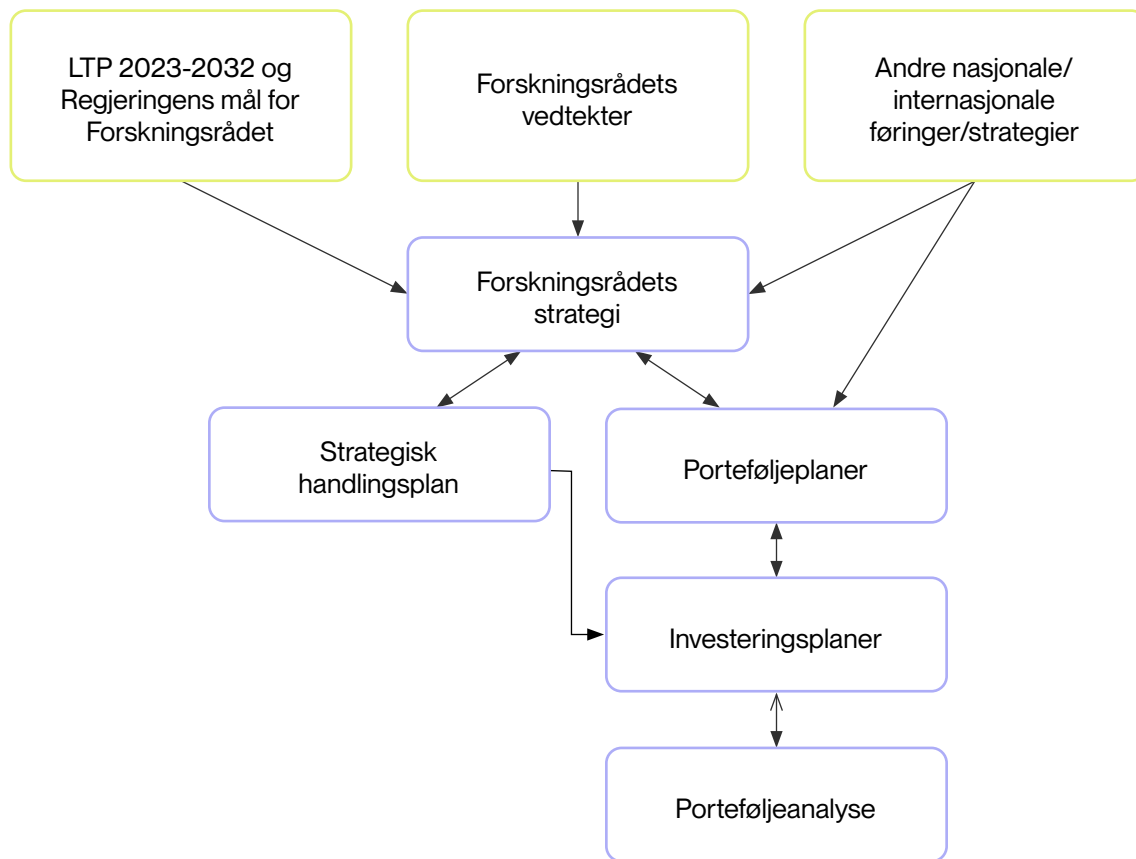 LTP 2023-2032 og
Regjeringens mål for
Forskningsrådet
Forskningsrådets
vedtekter
Andre nasjonale/
internasjonale
føringer/strategier
Forskningsrådets
strategi
Strategisk
handlingsplan
Porteføljeplaner
Investeringsplaner
Porteføljeanalyse